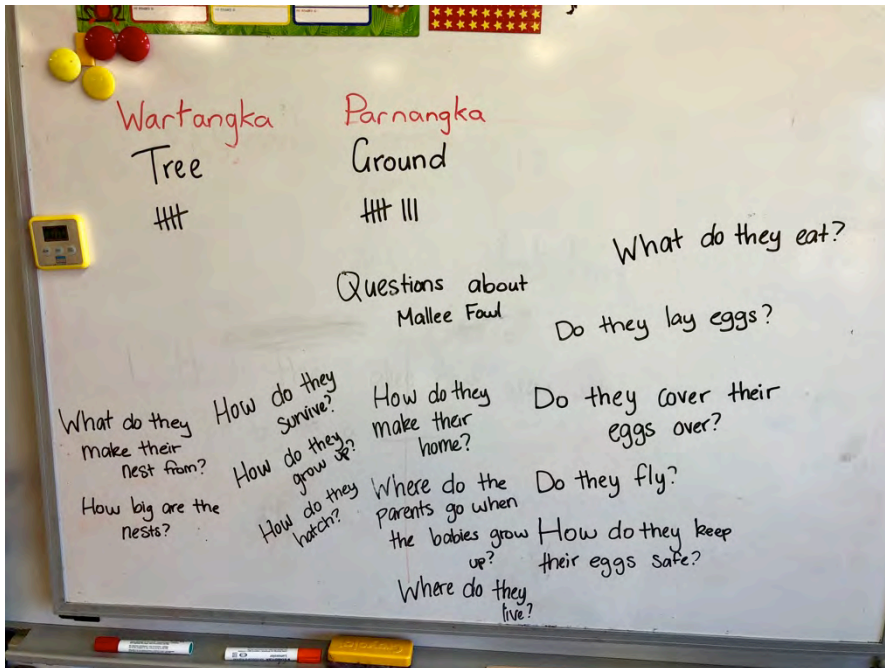 Wartangka
Tree
Parnangka
Ground
Questions about
Mallee Fowl
What do they eat?
Do they lay eggs?
What do they
make their
nest from?
How big are the
nests?
How do they
survive?
How do they
grow up?
How do they
hatch?
How do they
make their
home?
Where do the
parents go when
the babies grow
up?
Where do they
live?
Do they cover their
eggs over?
Do they fly?
How do they keep
their eggs safe?